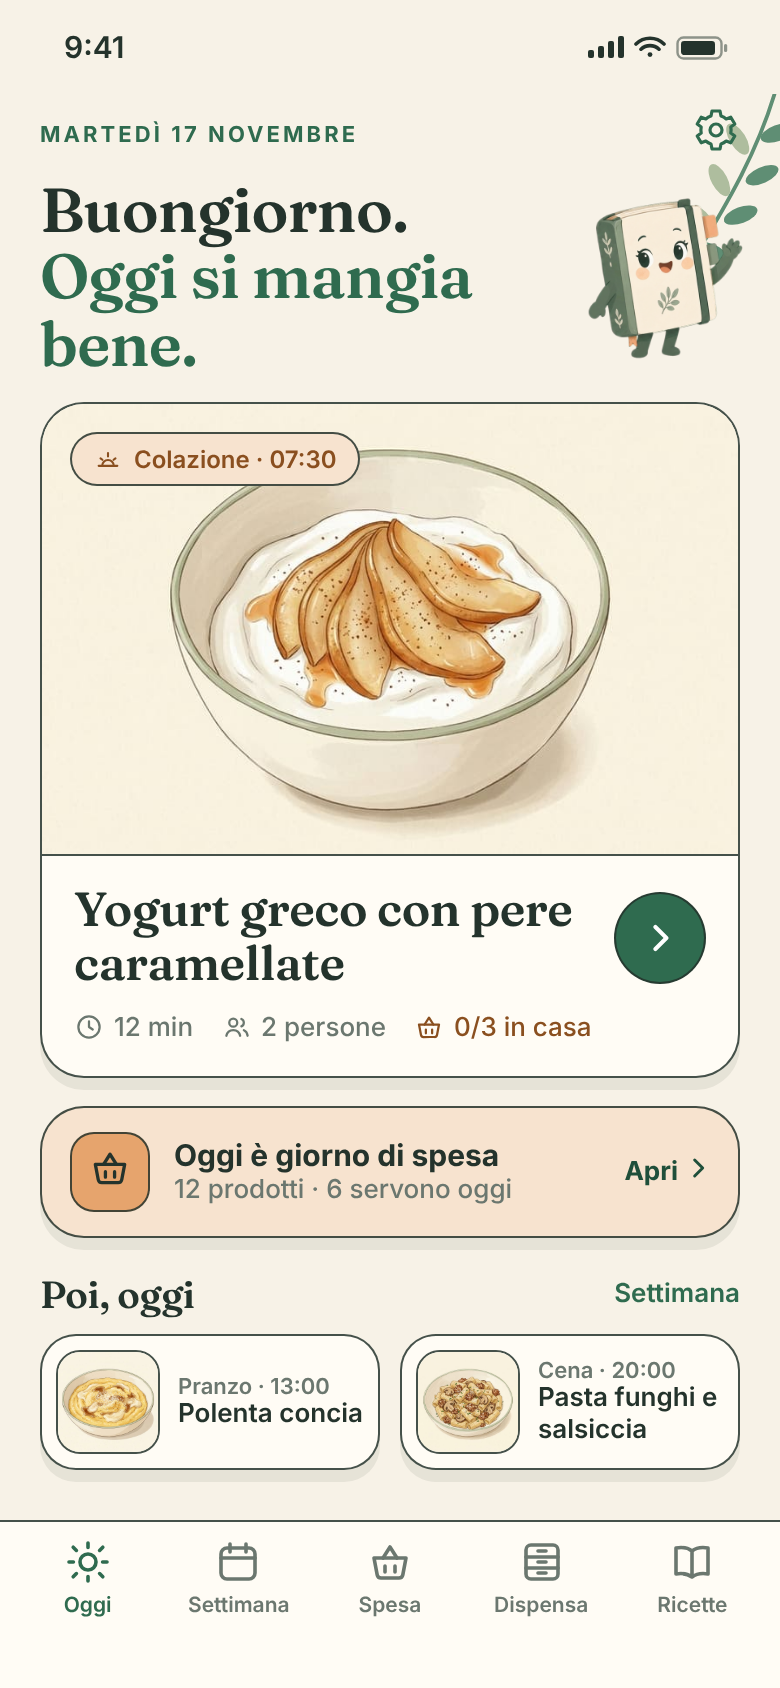 9:41
MARTEDÌ 17 NOVEMBRE
Buongiorno.
Oggi si mangia
bene.
Colazione · 07:30
Yogurt greco con pere
caramellate
12 min
2 persone
0/3 in casa
Oggi è giorno di spesa
12 prodotti · 6 servono oggi
Apri
Poi, oggi
Settimana
Pranzo · 13:00
Polenta concia
Cena · 20:00
Pasta funghi e
salsiccia
Oggi
Settimana
Spesa
Dispensa
Ricette